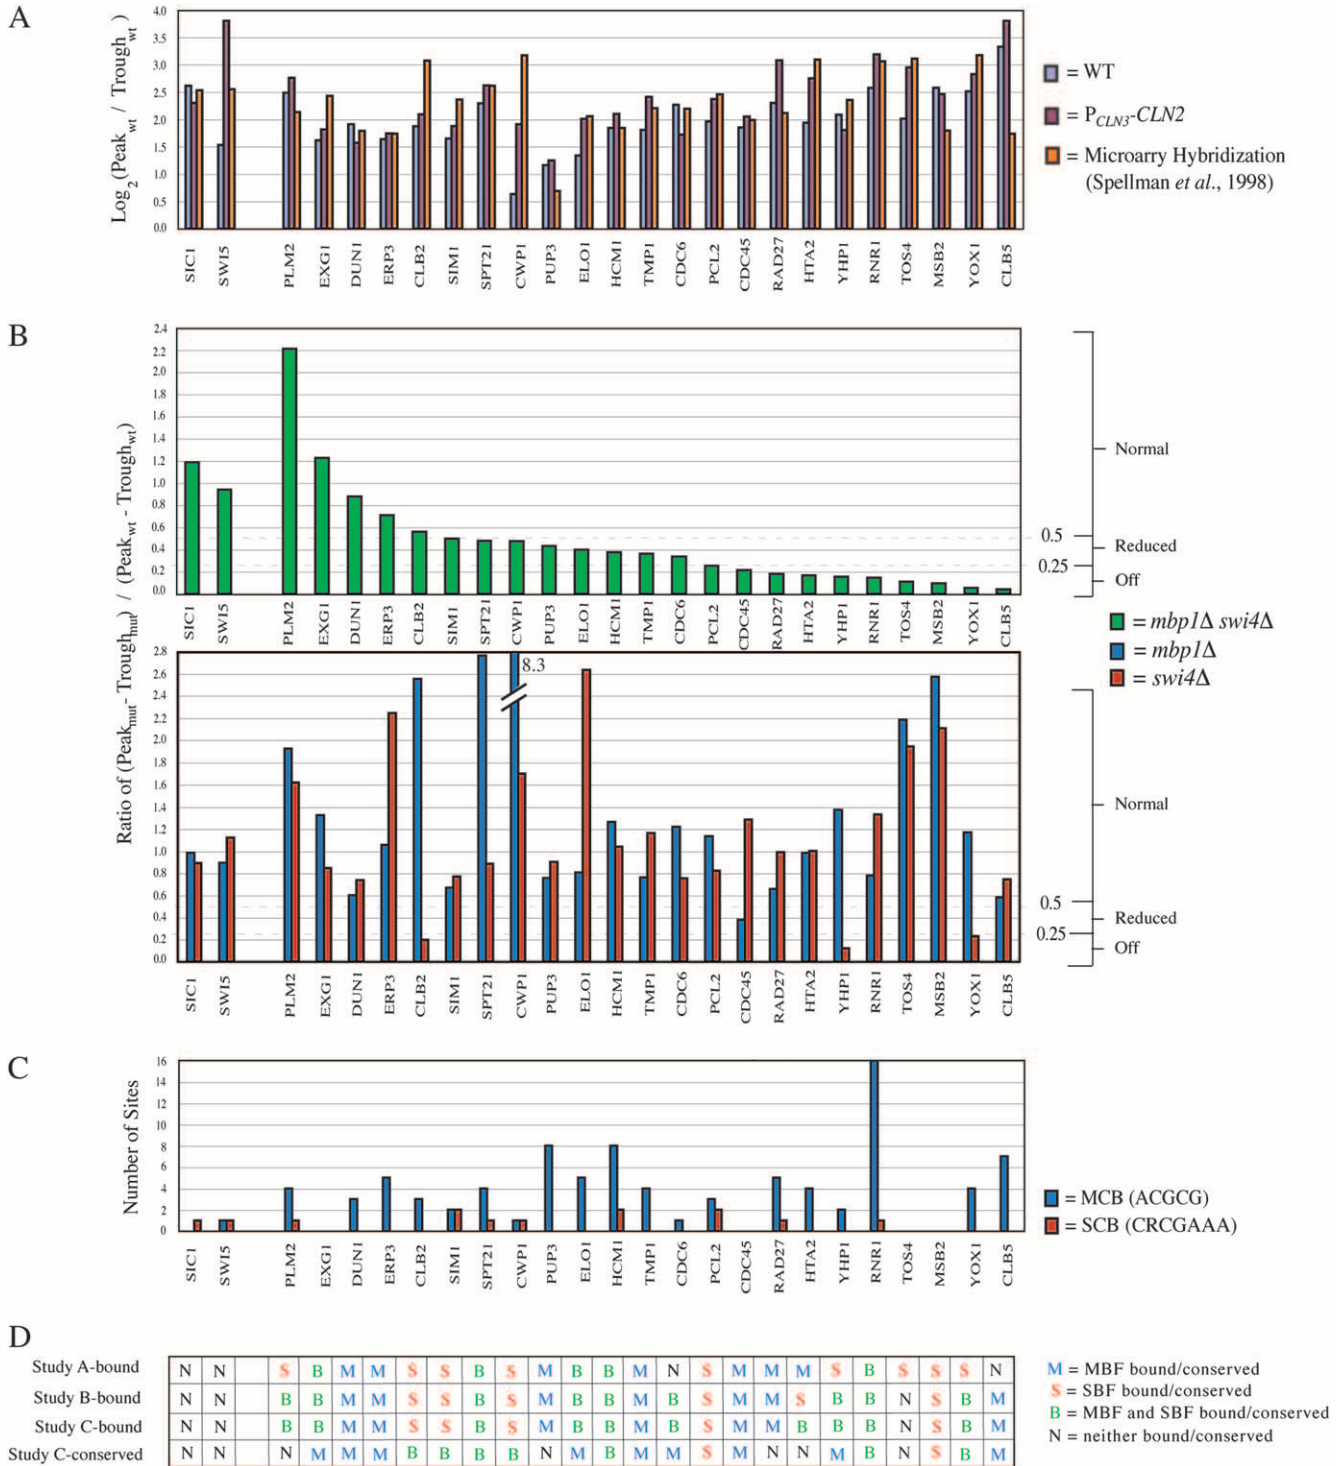 A
Log2(Peakwt / Troughwt)
4.0
3.5
3.0
2.5
2.0
1.5
1.0
0.5
0.0
SIC1 SWI5 PLM2 EXG1 DUN1 ERP3 CLB2 SIM1 SPT21 CWP1 PUP3 ELO1 HCM1 TMP1 CDC6 PCL2 CDC45 RAD27 HTA2 YHP1 RNR1 TOS4 MSB2 YOX1 CLB5
= WT
= PCLN3-CLN2
= Microarry Hybridization
(Spellman et al., 1998)
B
Ratio of (Peakmut- Troughmut) / (Peakwt - Troughwt)
2.4
2.2
2.0
1.8
1.6
1.4
1.2
1.0
0.8
0.6
0.4
0.2
0.0
SIC1 SWI5 PLM2 EXG1 DUN1 ERP3 CLB2 SIM1 SPT21 CWP1 PUP3 ELO1 HCM1 TMP1 CDC6 PCL2 CDC45 RAD27 HTA2 YHP1 RNR1 TOS4 MSB2 YOX1 CLB5
Normal
0.5
Reduced
0.25
Off
= mbp1Δ swi4Δ
= mbp1Δ
= swi4Δ
2.8
2.6
2.4
2.2
2.0
1.8
1.6
1.4
1.2
1.0
0.8
0.6
0.4
0.2
0.0
8.3
Normal
0.5
Reduced
0.25
Off
SIC1 SWI5 PLM2 EXG1 DUN1 ERP3 CLB2 SIM1 SPT21 CWP1 PUP3 ELO1 HCM1 TMP1 CDC6 PCL2 CDC45 RAD27 HTA2 YHP1 RNR1 TOS4 MSB2 YOX1 CLB5
C
Number of Sites
16
14
12
10
8
6
4
2
0
SIC1 SWI5 PLM2 EXG1 DUN1 ERP3 CLB2 SIM1 SPT21 CWP1 PUP3 ELO1 HCM1 TMP1 CDC6 PCL2 CDC45 RAD27 HTA2 YHP1 RNR1 TOS4 MSB2 YOX1 CLB5
= MCB (ACGCG)
= SCB (CRCGAAA)
D
Study A-bound N N S B M M S S B S M B B M N S M M M S B S S S N
Study B-bound N N B B M M S S B S M B B M B S M M S B B N S B M
Study C-bound N N B B M M S S B S M B B M B S M M B B B N S B M
Study C-conserved N N N M M M B B B B N M B M M S M N N M B N S B M
M = MBF bound/conserved
S = SBF bound/conserved
B = MBF and SBF bound/conserved
N = neither bound/conserved